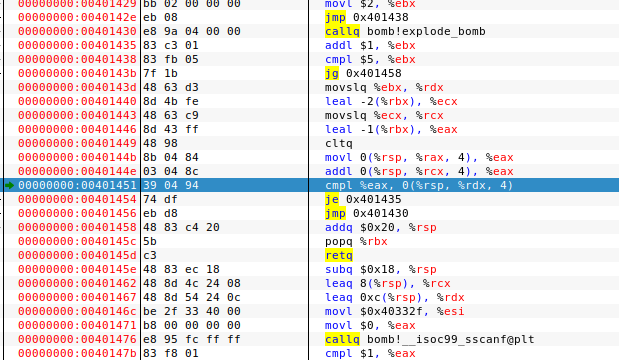 00000000:00401429 bb 02 00 00 00 movl $2, %ebx
00000000:0040142e eb 08 jmp 0x401438
00000000:00401430 e8 9a 04 00 00 callq bomb!explode_bomb
00000000:00401435 83 c3 01 addl $1, %ebx
00000000:00401438 83 fb 05 cmpl $5, %ebx
00000000:0040143b 7f 1b jg 0x401458
00000000:0040143d 48 63 d3 movslq %ebx, %rdx
00000000:00401440 8d 4b fe leal -2(%rbx), %ecx
00000000:00401443 48 63 c9 movslq %ecx, %rcx
00000000:00401446 8d 43 ff leal -1(%rbx), %eax
00000000:00401449 48 98 cltq
00000000:0040144b 8b 04 84 movl 0(%rsp, %rax, 4), %eax
00000000:0040144e 03 04 8c addl 0(%rsp, %rcx, 4), %eax
00000000:00401451 39 04 94 cmpl %eax, 0(%rsp, %rdx, 4)
00000000:00401454 74 df je 0x401435
00000000:00401456 eb d8 jmp 0x401430
00000000:00401458 48 83 c4 20 addq $0x20, %rsp
00000000:0040145c 5b popq %rbx
00000000:0040145d c3 retq
00000000:0040145e 48 83 ec 18 subq $0x18, %rsp
00000000:00401462 48 8d 4c 24 08 leaq 8(%rsp), %rcx
00000000:00401467 48 8d 54 24 0c leaq 0xc(%rsp), %rdx
00000000:0040146c be 2f 33 40 00 movl $0x40332f, %esi
00000000:00401471 b8 00 00 00 00 movl $0, %eax
00000000:00401476 e8 95 fc ff ff callq bomb!__isoc99_sscanf@plt
00000000:0040147b 83 f8 01 cmpl $1, %eax